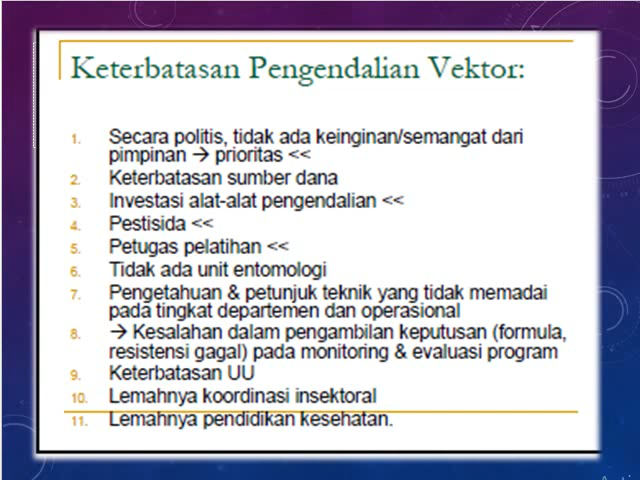 Keterbatasan Pengendalian Vektor:
1. Secara politis, tidak ada keinginan/semangat dari
pimpinan → prioritas <<
2. Keterbatasan sumber dana
3. Investasi alat-alat pengendalian <<
4. Pestisida <<
5. Petugas pelatihan <<
6. Tidak ada unit entomologi
7. Pengetahuan & petunjuk teknik yang tidak memadai
pada tingkat departemen dan operasional
8. → Kesalahan dalam pengambilan keputusan (formula,
resistensi gagal) pada monitoring & evaluasi program
9. Keterbatasan UU
10. Lemahnya koordinasi insektoral
11. Lemahnya pendidikan kesehatan.